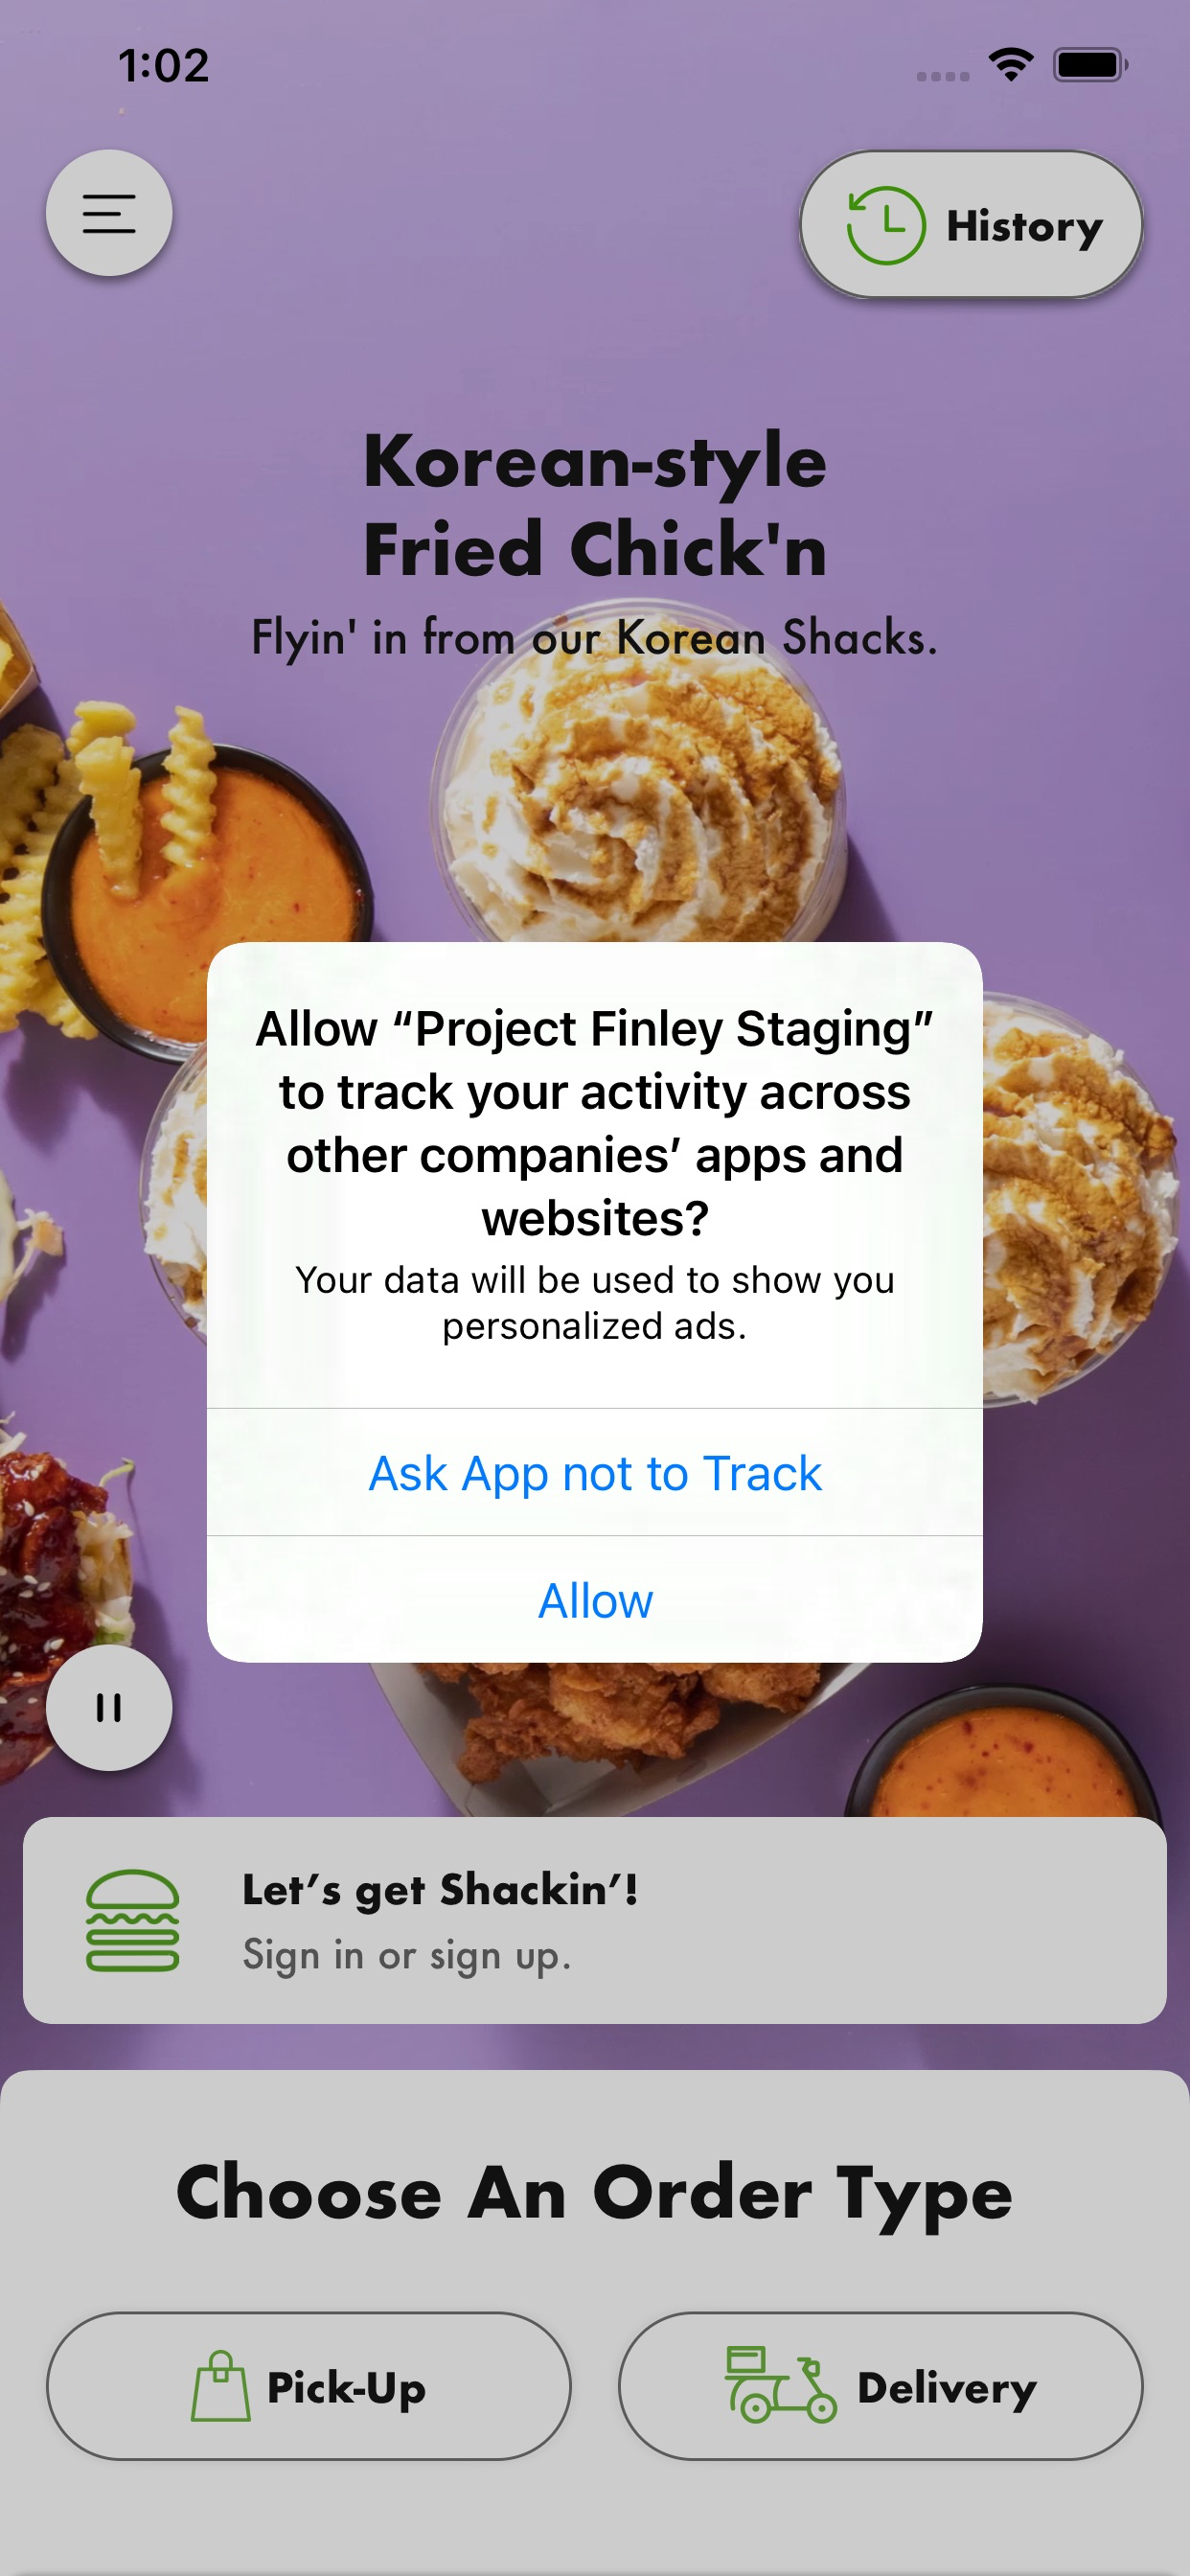 1:02
History
Korean-style
Fried Chick'n
Flyin' in from our Korean Shacks.
Allow “Project Finley Staging”
to track your activity across
other companies’ apps and
websites?
Your data will be used to show you
personalized ads.
Ask App not to Track
Allow
Let’s get Shackin’!
Sign in or sign up.
Choose An Order Type
Pick-Up
Delivery